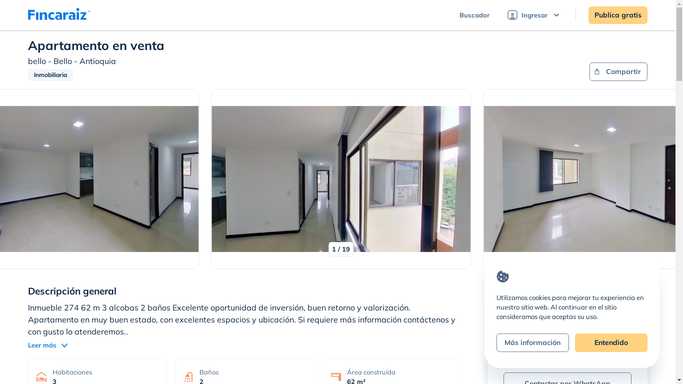 Fincaraiz
Buscador
Ingresar
Publica gratis
Apartamento en venta
bello - Bello - Antioquia
Inmobiliaria
Compartir
1 / 19
Descripción general
Inmueble 274 62 m 3 alcobas 2 baños Excelente oportunidad de inversión, buen retorno y valorización.
Apartamento en muy buen estado, con excelentes espacios y ubicación. Si requiere más información contáctenos y
con gusto lo atenderemos..
Leer más
Habitaciones
3
Baños
2
Área construida
62 m²
Utilizamos cookies para mejorar tu experiencia en
nuestro sitio web. Al continuar en el sitio
consideramos que aceptas su uso.
Más información
Entendido
Contactar por WhatsApp